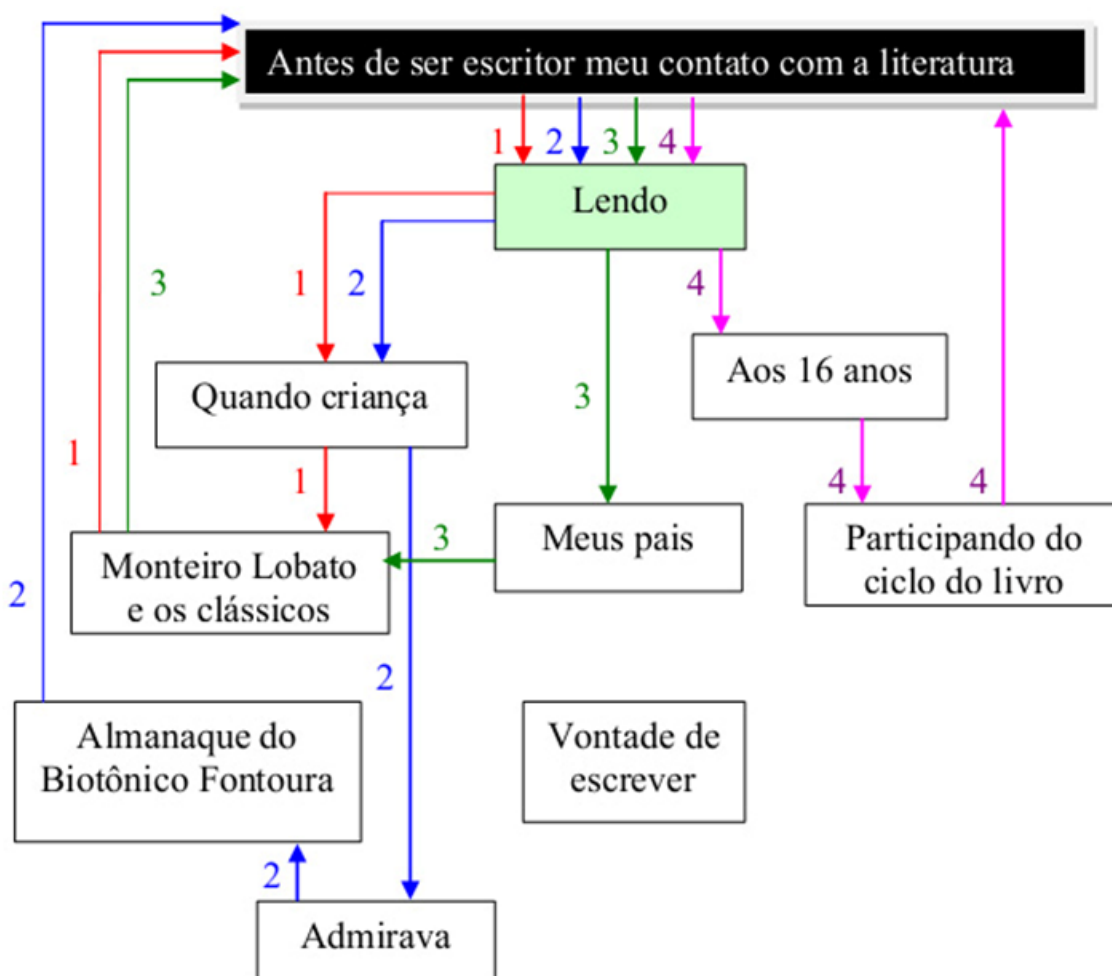 Antes de ser escritor meu contato com a literatura
1 2 3 4
Lendo
1 2 3 4
3
Quando criança
Aos 16 anos
1 1 3 4 4
Monteiro Lobato
e os clássicos
Meus pais
Participando do
ciclo do livro
2 2
Almanaque do
Biotônico Fontoura
Vontade de
escrever
2
Admirava